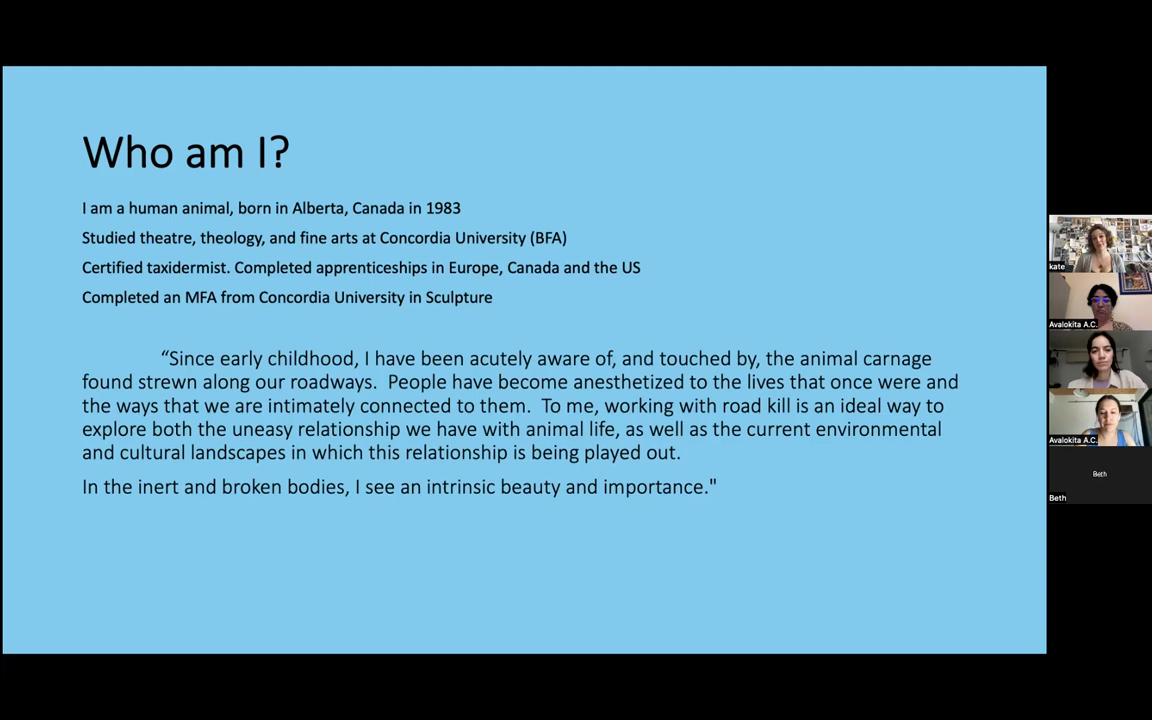 Who am I?
I am a human animal, born in Alberta, Canada in 1983
Studied theatre, theology, and fine arts at Concordia University (BFA)
Certified taxidermist. Completed apprenticeships in Europe, Canada and the US
Completed an MFA from Concordia University in Sculpture
“Since early childhood, I have been acutely aware of, and touched by, the animal carnage
found strewn along our roadways.  People have become anesthetized to the lives that once were and
the ways that we are intimately connected to them.  To me, working with road kill is an ideal way to
explore both the uneasy relationship we have with animal life, as well as the current environmental
and cultural landscapes in which this relationship is being played out.
In the inert and broken bodies, I see an intrinsic beauty and importance."
kate
Avalokita A.C.
Avalokita A.C.
Beth
Beth